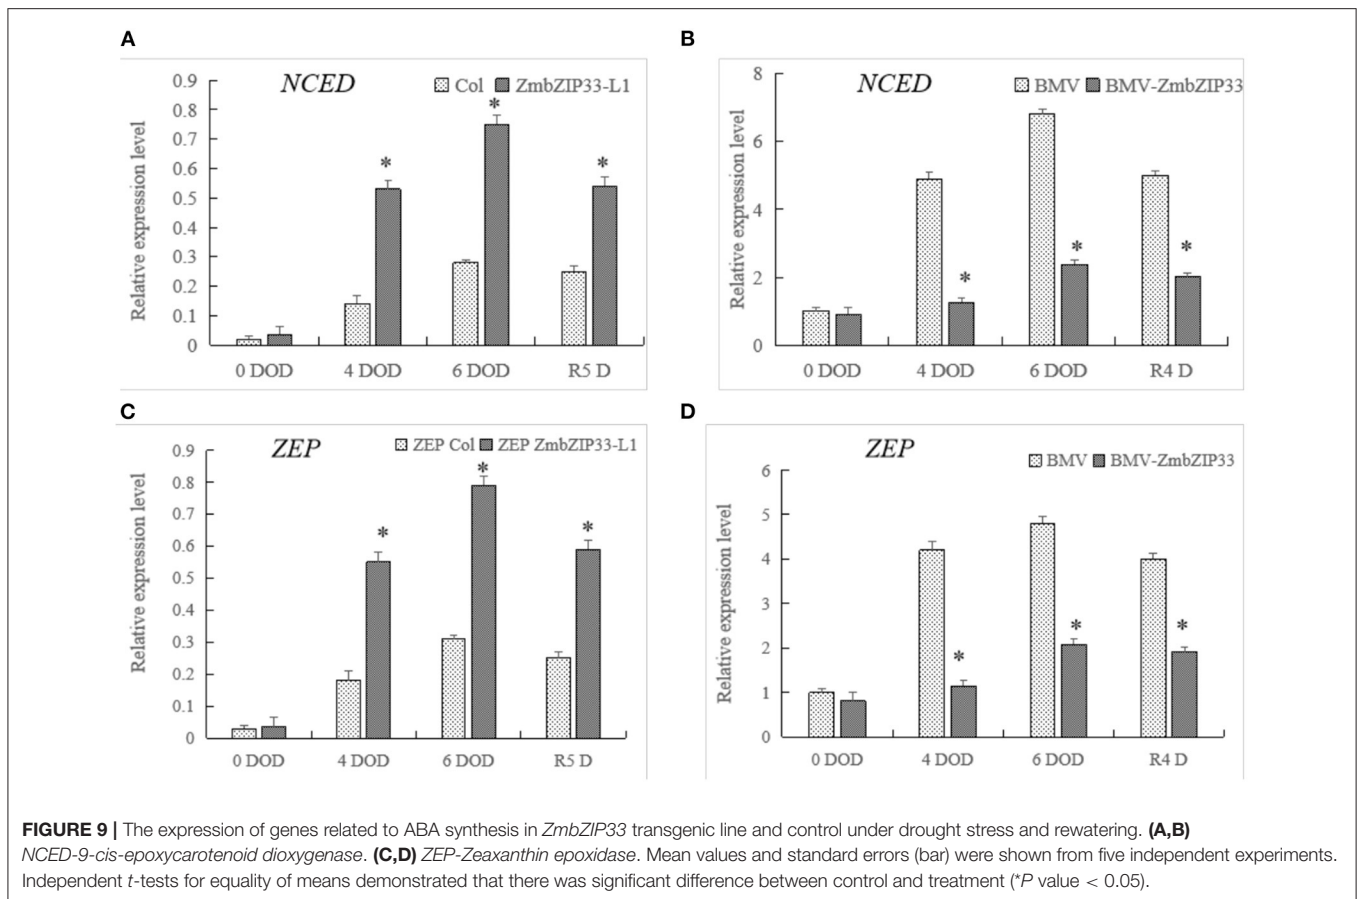 A
NCED
Col ZmbZIP33-L1
Relative expression level
0.9
0.8
0.7
0.6
0.5
0.4
0.3
0.2
0.1
0
* * *
0 DOD 4 DOD 6 DOD R5 D
B
NCED
BMV BMV-ZmbZIP33
Relative expression level
8
6
4
2
0
* * *
0 DOD 4 DOD 6 DOD R4 D
C
ZEP
ZEP Col ZEP ZmbZIP33-L1
Relative expression level
0.9
0.8
0.7
0.6
0.5
0.4
0.3
0.2
0.1
0
* * *
0 DOD 4 DOD 6 DOD R5 D
D
ZEP
BMV BMV-ZmbZIP33
Relative expression level
6
5
4
3
2
1
0
* * *
0 DOD 4 DOD 6 DOD R4 D
FIGURE 9 | The expression of genes related to ABA synthesis in ZmbZIP33 transgenic line and control under drought stress and rewatering. (A,B)
NCED-9-cis-epoxycarotenoid dioxygenase. (C,D) ZEP-Zeaxanthin epoxidase. Mean values and standard errors (bar) were shown from five independent experiments.
Independent t-tests for equality of means demonstrated that there was significant difference between control and treatment (*P value < 0.05).